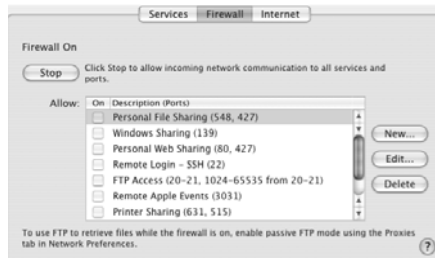 Services Firewall Internet
Firewall On
Stop Click Stop to allow incoming network communication to all services and
ports.
Allow: On Description (Ports)
Personal File Sharing (548, 427)
Windows Sharing (139)
Personal Web Sharing (80, 427)
Remote Login – SSH (22)
FTP Access (20-21, 1024-65535 from 20-21)
Remote Apple Events (3031)
Printer Sharing (631, 515)
New...
Edit...
Delete
To use FTP to retrieve files while the firewall is on, enable passive FTP mode using the Proxies
tab in Network Preferences.
?